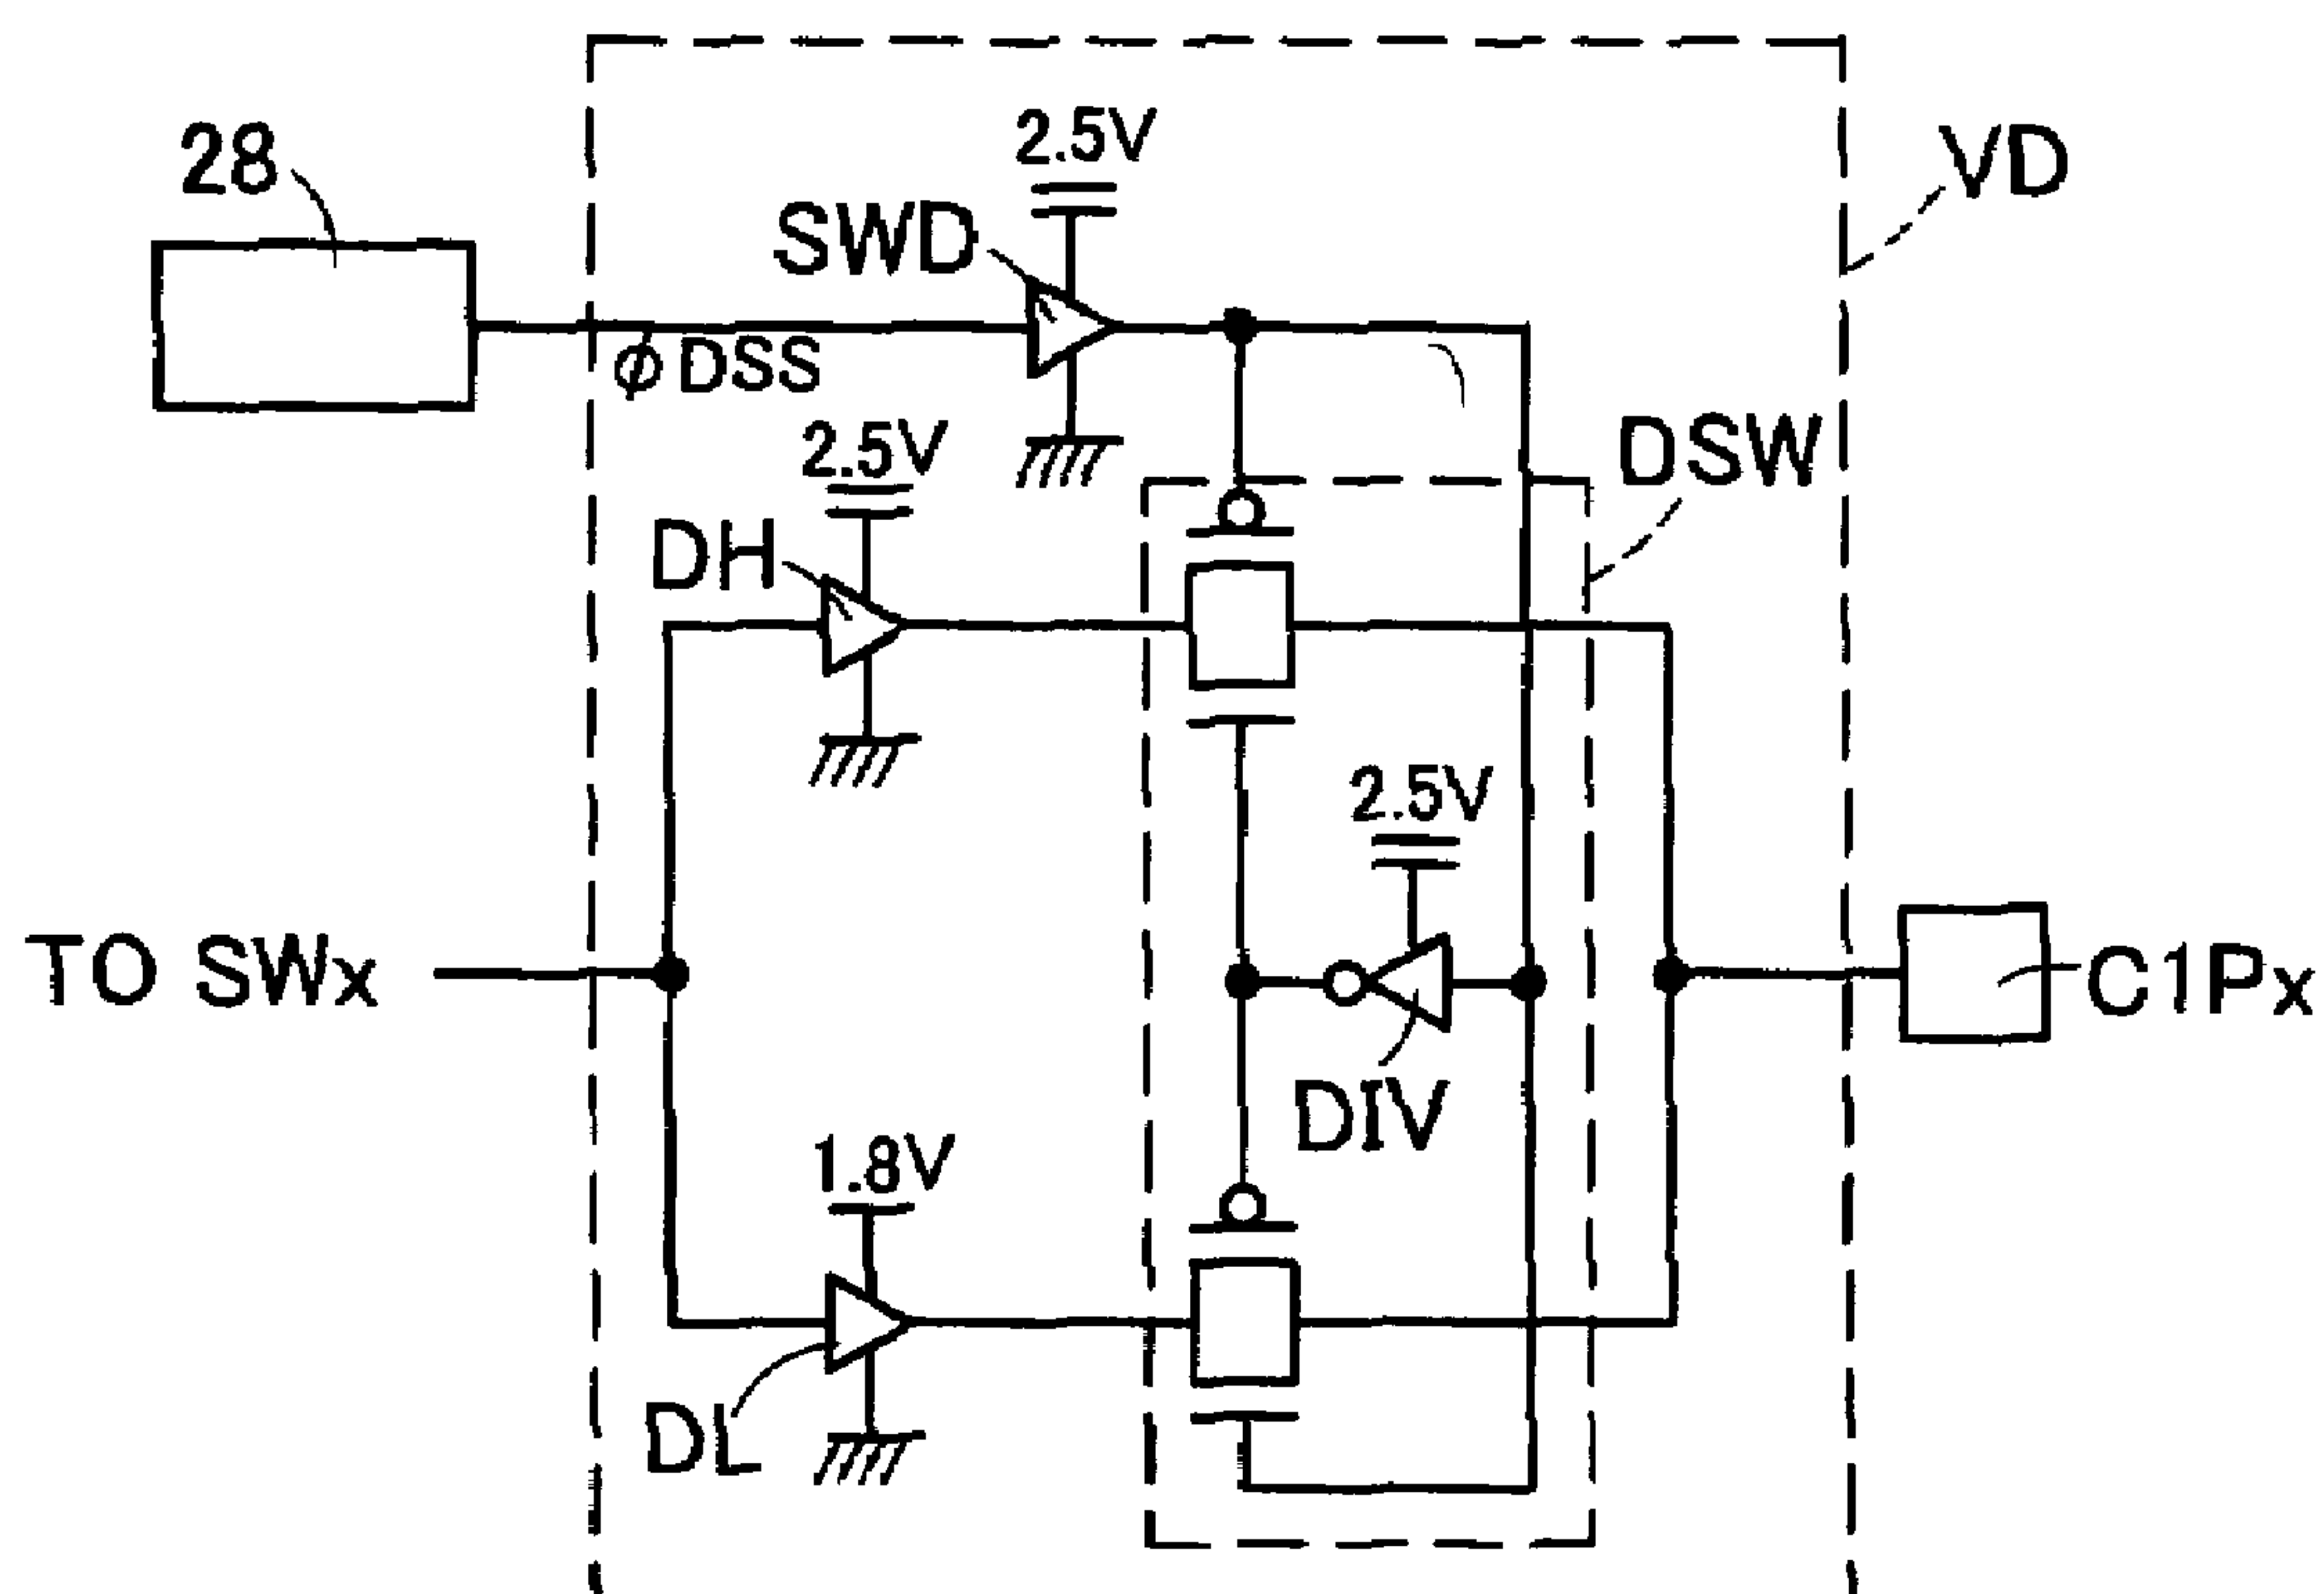 2.5V
28
VD
SWD
φDSS
2.5V
DSW
DH
2.5V
TO SWx
C1Px
DIV
1.8V
DL